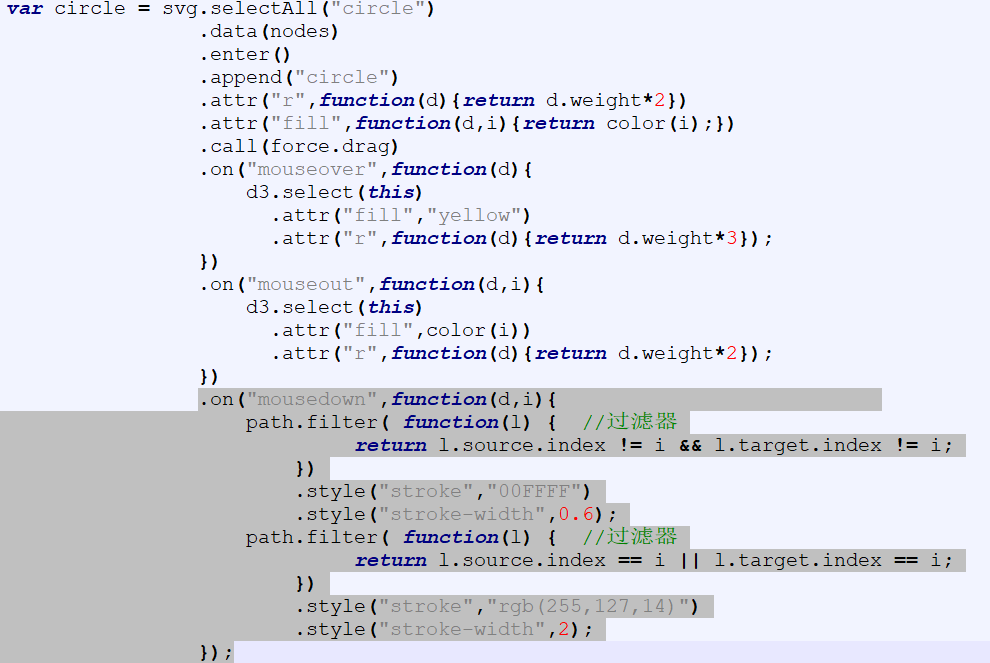 var circle = svg.selectAll("circle")
.data(nodes)
.enter()
.append("circle")
.attr("r",function(d){return d.weight*2})
.attr("fill",function(d,i){return color(i);})
.call(force.drag)
.on("mouseover",function(d){
d3.select(this)
.attr("fill","yellow")
.attr("r",function(d){return d.weight*3});
})
.on("mouseout",function(d,i){
d3.select(this)
.attr("fill",color(i))
.attr("r",function(d){return d.weight*2});
})
.on("mousedown",function(d,i){
path.filter( function(l) {  //过滤器
return l.source.index != i && l.target.index != i;
})
.style("stroke","00FFFF")
.style("stroke-width",0.6);
path.filter( function(l) {  //过滤器
return l.source.index == i || l.target.index == i;
})
.style("stroke","rgb(255,127,14)")
.style("stroke-width",2);
});